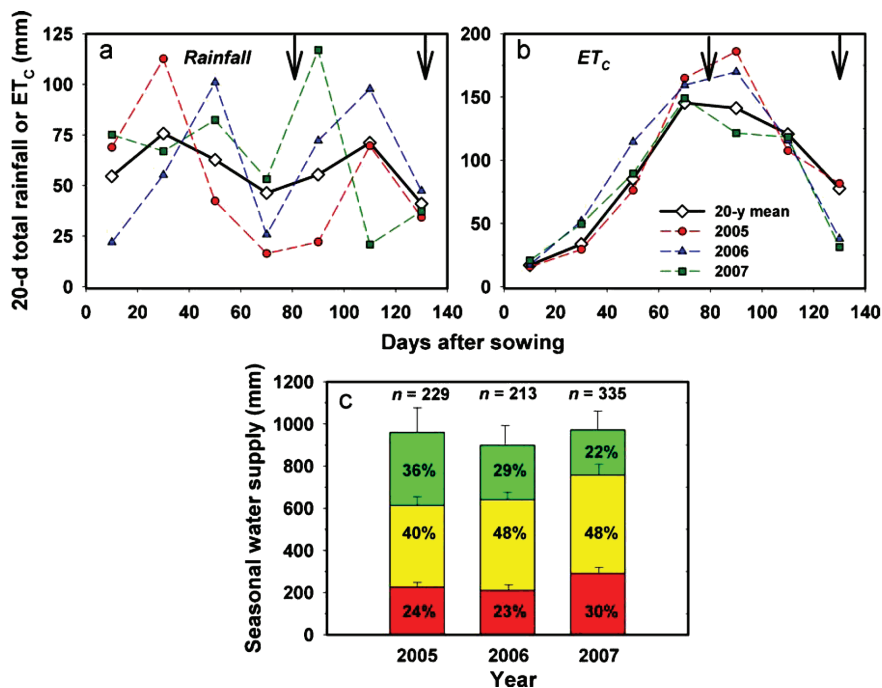 a Rainfall
20-d total rainfall or ETC (mm)
125
100
75
50
25
0
0 20 40 60 80 100 120 140
b ETC
200
150
100
50
0
0 20 40 60 80 100 120 140
20-y mean
2005
2006
2007
Days after sowing
c
Seasonal water supply (mm)
1200
1000
800
600
400
200
0
n = 229 n = 213 n = 335
36% 29% 22%
40% 48% 48%
24% 23% 30%
2005 2006 2007
Year